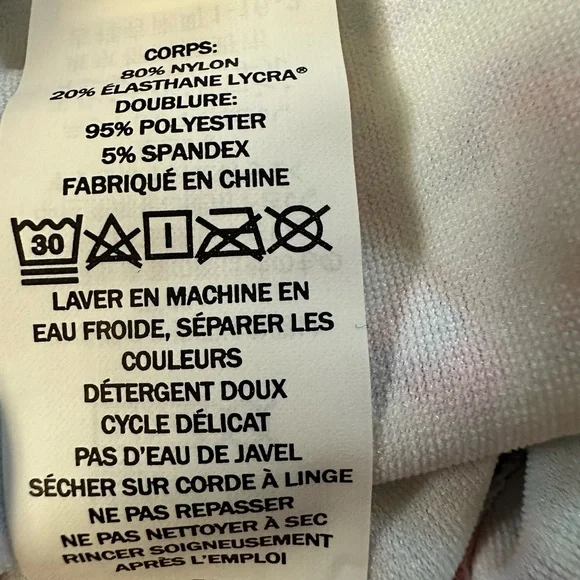 CORPS:
80% NYLON
20% ÉLASTHANE LYCRA®
DOUBLURE:
95% POLYESTER
5% SPANDEX
FABRIQUÉ EN CHINE
30
LAVER EN MACHINE EN
EAU FROIDE, SÉPARER LES
COULEURS
DÉTERGENT DOUX
CYCLE DÉLICAT
PAS D'EAU DE JAVEL
SÉCHER SUR CORDE À LINGE
NE PAS REPASSER
NE PAS NETTOYER À SEC
RINCER SOIGNEUSEMENT
APRÈS L'EMPLOI